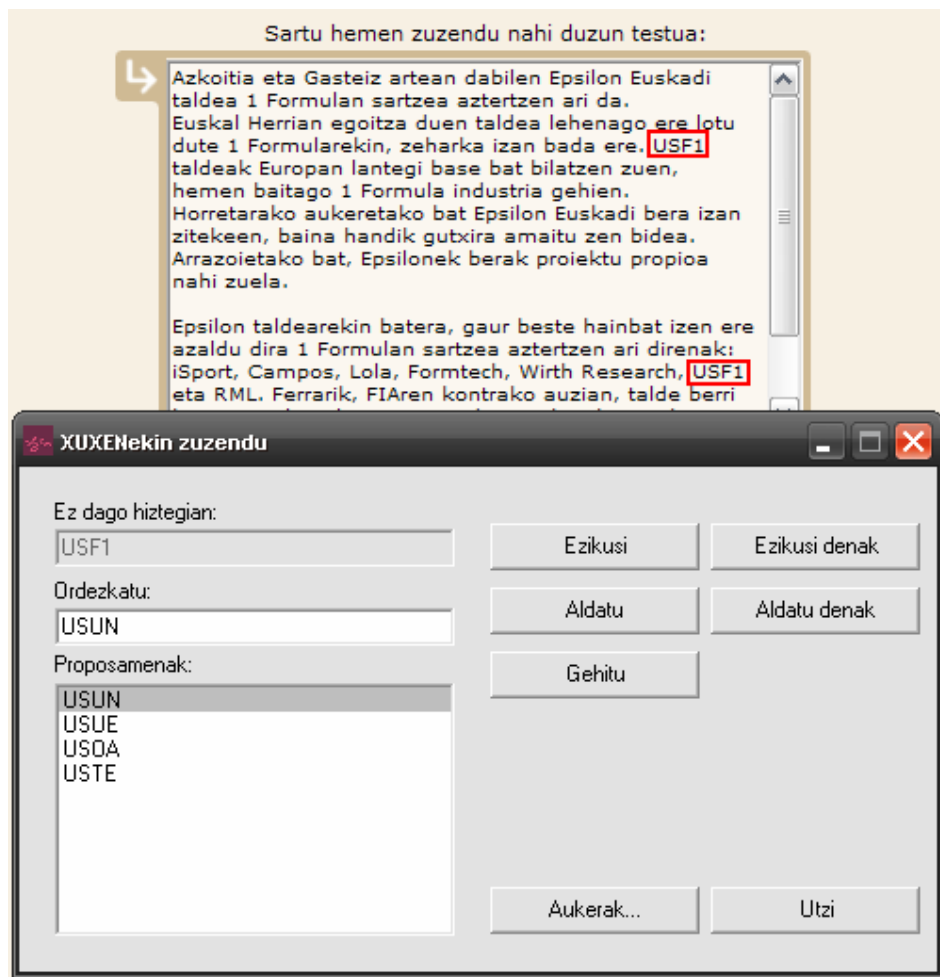 Sartu hemen zuzendu nahi duzun testua:
Azkoitia eta Gasteiz artean dabilen Epsilon Euskadi
taldea 1 Formulan sartzea aztertzen ari da.
Euskal Herrian egoitza duen taldea lehenago ere lotu
dute 1 Formularekin, zeharka izan bada ere. USF1
taldeak Europan lantegi base bat bilatzen zuen,
hemen baitago 1 Formula industria gehien.
Horretarako aukeretako bat Epsilon Euskadi bera izan
zitekeen, baina handik gutxira amaitu zen bidea.
Arrazoietako bat, Epsilonek berak proiektu propioa
nahi zuela.
Epsilon taldearekin batera, gaur beste hainbat izen ere
azaldu dira 1 Formulan sartzea aztertzen ari direnak:
iSport, Campos, Lola, Formtech, Wirth Research, USF1
eta RML. Ferrarik, FIAren kontrako auzian, talde berri
XUXENekin zuzendu
Ez dago hiztegian:
USF1
Ezikusi
Ezikusi denak
Ordezkatu:
USUN
Aldatu
Aldatu denak
Proposamenak:
Gehitu
USUN
USUE
USOA
USTE
Aukerak...
Utzi